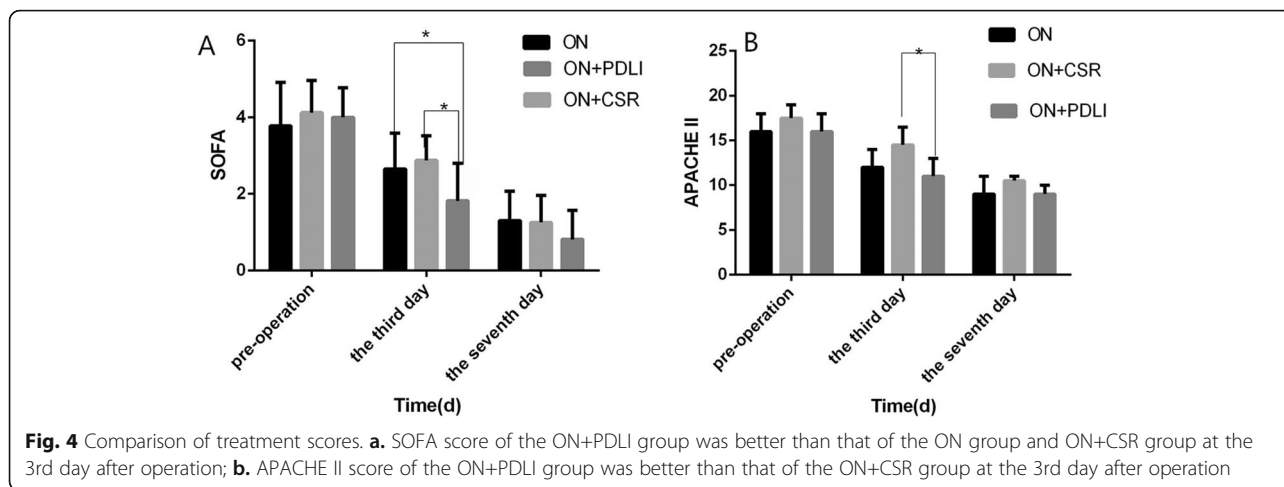 A
6
4
2
0
SOFA
*
*
ON
ON+PDLI
ON+CSR
pre-operation
the third day
the seventh day
Time(d)
B
25
20
15
10
5
0
APACHE II
*
ON
ON+CSR
ON+PDLI
pre-operation
the third day
the seventh day
Time(d)
Fig. 4 Comparison of treatment scores. a. SOFA score of the ON+PDLI group was better than that of the ON group and ON+CSR group at the
3rd day after operation; b. APACHE II score of the ON+PDLI group was better than that of the ON+CSR group at the 3rd day after operation